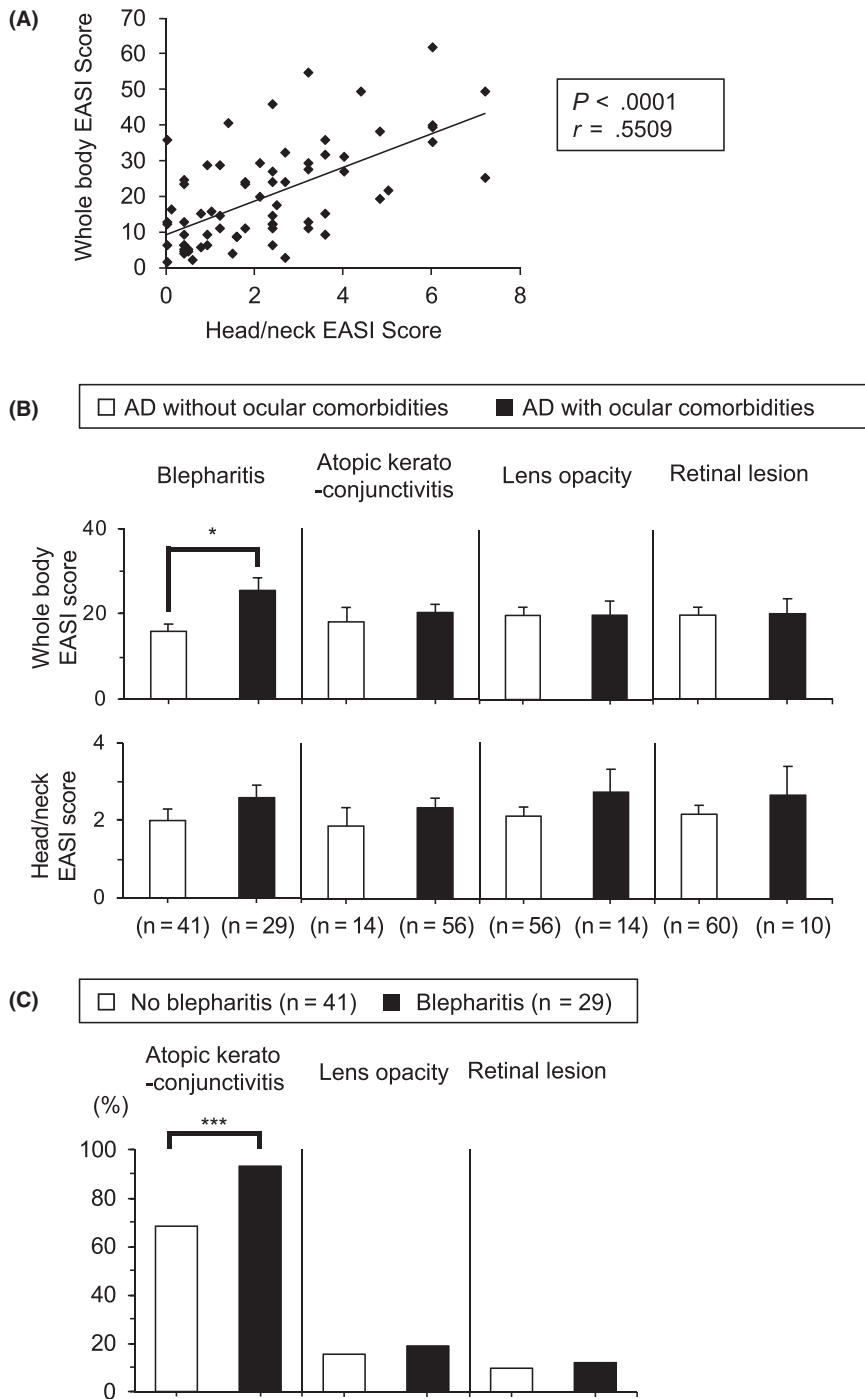 (A)
70
60
50
40
30
20
10
0
Whole body EASI Score
0 2 4 6 8
Head/neck EASI Score
P < .0001
r = .5509
(B)
AD without ocular comorbidities AD with ocular comorbidities
Blepharitis
Atopic kerato
-conjunctivitis
Lens opacity
Retinal lesion
Whole body
EASI score
40
20
0
*
Head/neck
EASI score
4
2
0
(n = 41) (n = 29) (n = 14) (n = 56) (n = 56) (n = 14) (n = 60) (n = 10)
(C)
No blepharitis (n = 41) Blepharitis (n = 29)
Atopic kerato
-conjunctivitis
Lens opacity
Retinal lesion
(%)
***
100
80
60
40
20
0